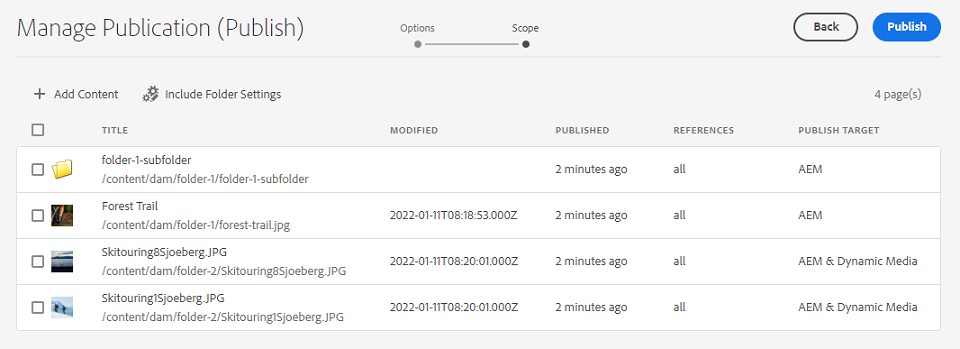 Manage Publication (Publish)
Options
Scope
Back
Publish
Add Content
Include Folder Settings
4 page(s)
TITLE MODIFIED PUBLISHED REFERENCES PUBLISH TARGET
folder-1-subfolder
/content/dam/folder-1/folder-1-subfolder
2 minutes ago all AEM
Forest Trail
/content/dam/folder-1/forest-trail.jpg
2022-01-11T08:18:53.000Z 2 minutes ago all AEM
Skitouring8Sjoeberg.JPG
/content/dam/folder-2/Skitouring8Sjoeberg.JPG
2022-01-11T08:20:01.000Z 2 minutes ago all AEM & Dynamic Media
Skitouring1Sjoeberg.JPG
/content/dam/folder-2/Skitouring1Sjoeberg.JPG
2022-01-11T08:20:01.000Z 2 minutes ago all AEM & Dynamic Media